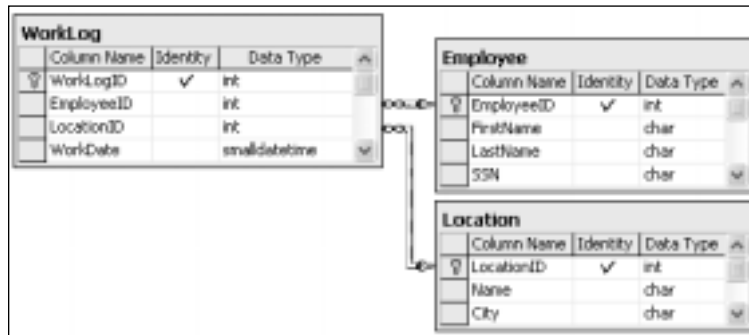 WorkLog
Column Name Identity Data Type
WorkLogID int
EmployeeID int
LocationID int
WorkDate smalldatetime
Employee
Column Name Identity Data Type
EmployeeID int
FirstName char
LastName char
SSN char
Location
Column Name Identity Data Type
LocationID int
Name char
City char